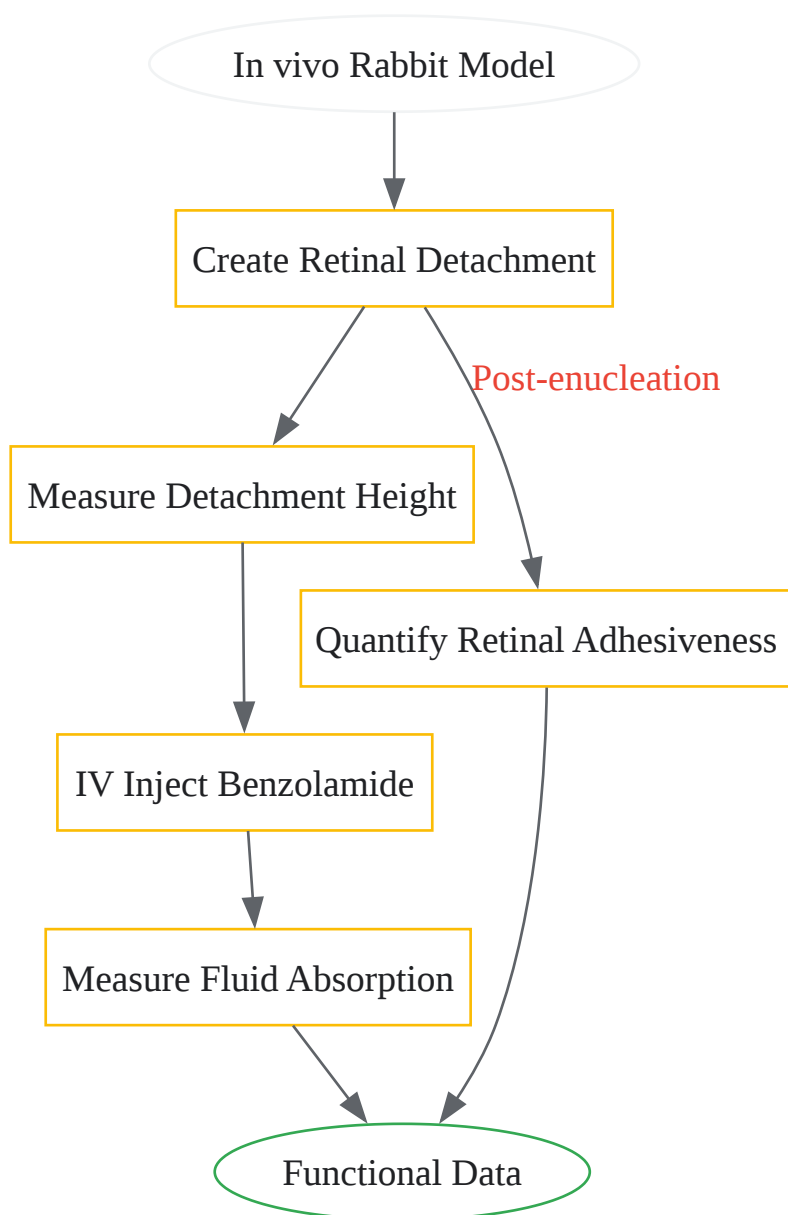 In vivo Rabbit Model
Create Retinal Detachment
Post-enucleation
Measure Detachment Height
Quantify Retinal Adhesiveness
IV Inject Benzolamide
Measure Fluid Absorption
Functional Data